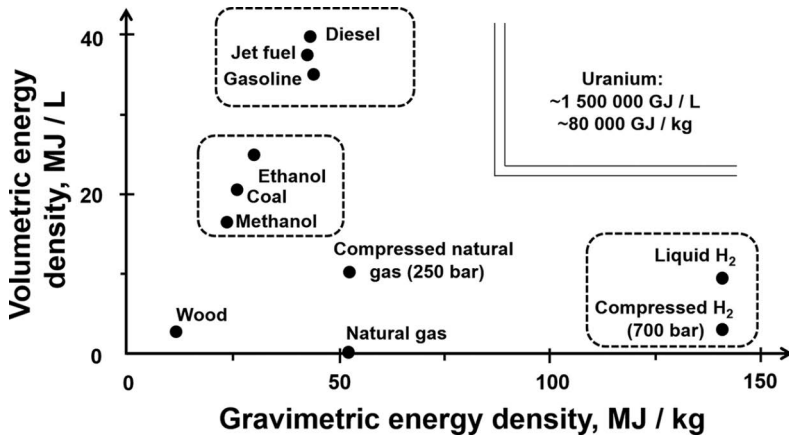 Volumetric energy
density, MJ / L
40
20
0
Diesel
Jet fuel
Gasoline
Ethanol
Coal
Methanol
Compressed natural
gas (250 bar)
Wood
Natural gas
Uranium:
~1 500 000 GJ / L
~80 000 GJ / kg
Liquid H₂
Compressed H₂
(700 bar)
0
50
100
150
Gravimetric energy density, MJ / kg